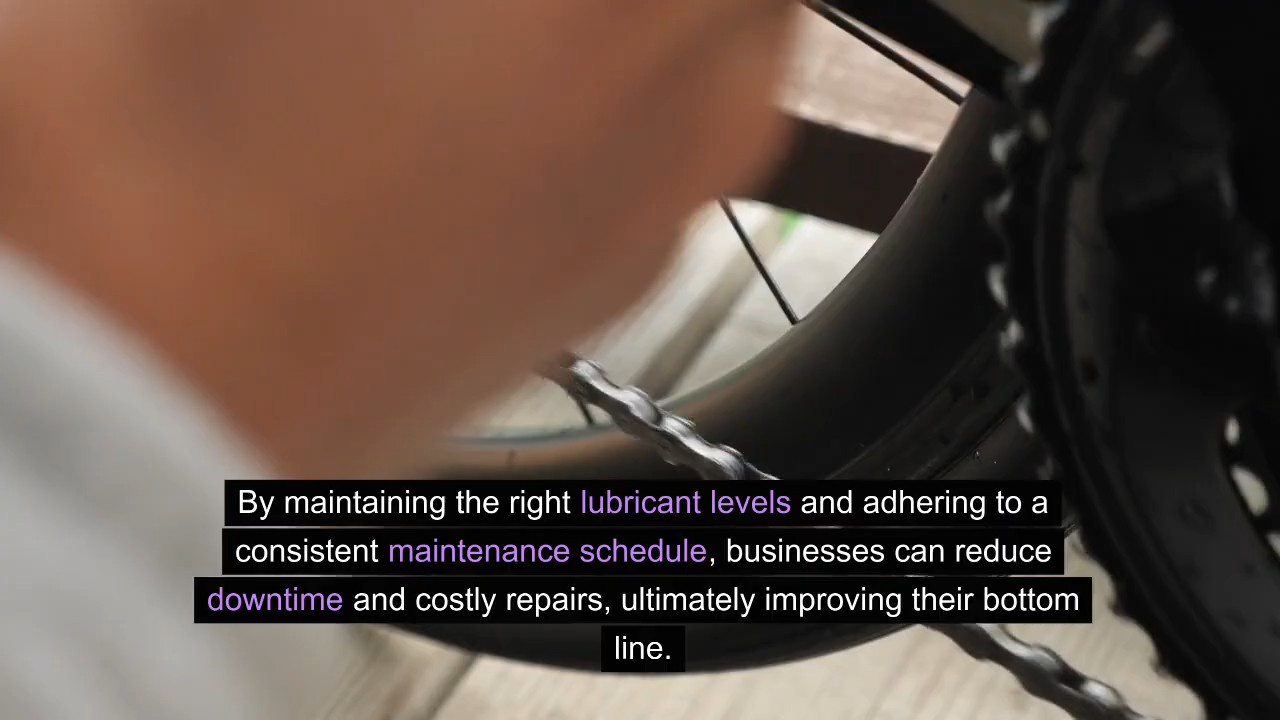 By maintaining the right lubricant levels and adhering to a
consistent maintenance schedule, businesses can reduce
downtime and costly repairs, ultimately improving their bottom
line.